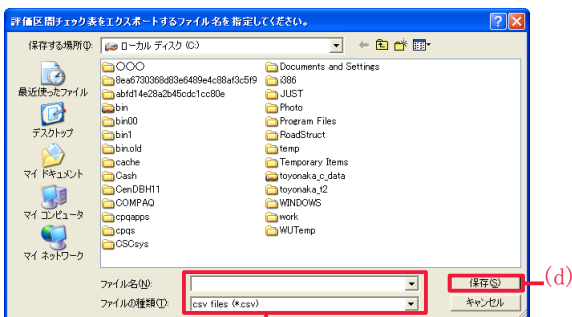 評価区間チェック表をエクスポートするファイル名を指定してください。
保存する場所(I): ローカル ディスク (C:)
最近使ったファイル
デスクトップ
マイ ドキュメント
マイ コンピュータ
マイ ネットワーク
〇〇〇
8ea6730368d83e6489e4c88af3c5f9
abfd14e28a2b45cdc1cc80e
bin
bin00
bin1
bin.old
cache
Cash
CenDBH11
COMPAQ
cpqapps
cpqs
CSCsys
Documents and Settings
i386
JUST
Photo
Program Files
RoadStruct
temp
Temporary Items
toyonaka_c_data
toyonaka_t2
WINDOWS
work
WUTemp
ファイル名(N):
保存(S)
(d)
ファイルの種類(T): csv files (*.csv)
キャンセル